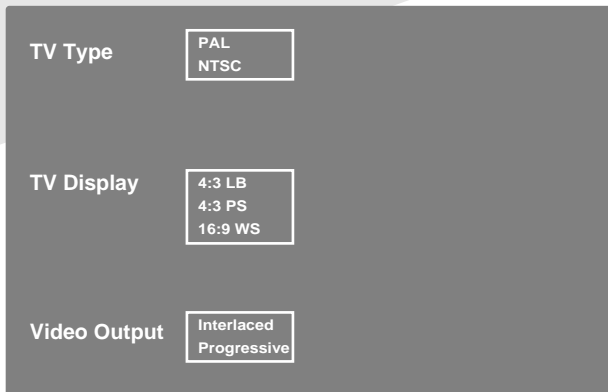 TV Type
PAL
NTSC
TV Display
4:3 LB
4:3 PS
16:9 WS
Video Output
Interlaced
Progressive